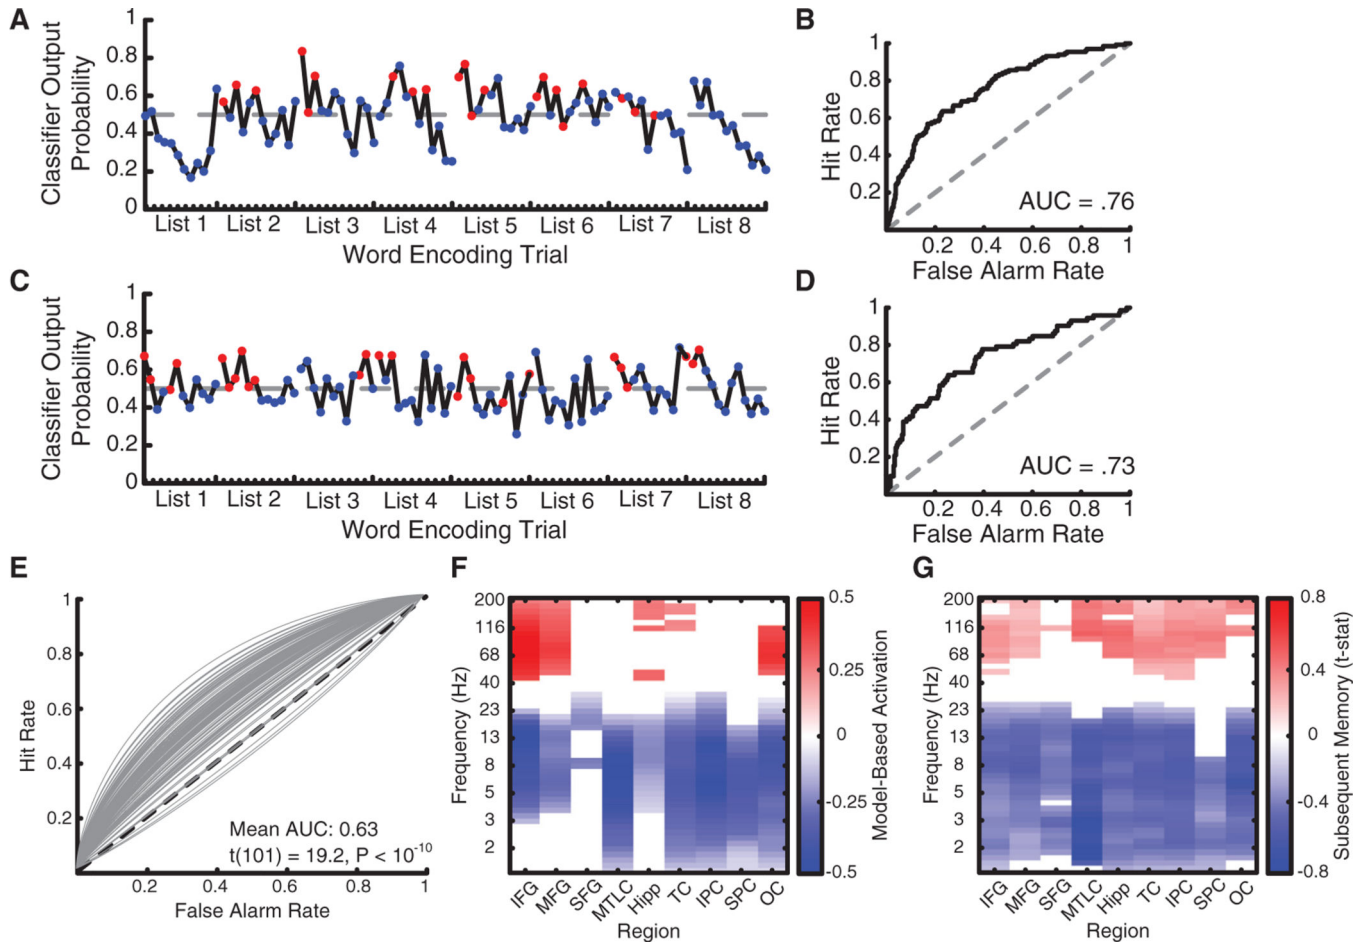 A
Classifier Output
Probability
1
0.8
0.6
0.4
0.2
0
List 1 List 2 List 3 List 4 List 5 List 6 List 7 List 8
Word Encoding Trial
B
Hit Rate
1
0.8
0.6
0.4
0.2
AUC = .76
0.2 0.4 0.6 0.8 1
False Alarm Rate
C
Classifier Output
Probability
1
0.8
0.6
0.4
0.2
0
List 1 List 2 List 3 List 4 List 5 List 6 List 7 List 8
Word Encoding Trial
D
Hit Rate
1
0.8
0.6
0.4
0.2
AUC = .73
0.2 0.4 0.6 0.8 1
False Alarm Rate
E
Hit Rate
1
0.8
0.6
0.4
0.2
Mean AUC: 0.63
t(101) = 19.2, P < 10⁻¹⁰
0.2 0.4 0.6 0.8 1
False Alarm Rate
F
Frequency (Hz)
200
116
68
40
23
13
8
5
3
2
IFG MFG SFG MTLC Hipp TC IPC SPC OC
Region
0.5
0.25
0
-0.25
-0.5
Model-Based Activation
G
Frequency (Hz)
200
116
68
40
23
13
8
5
3
2
IFG MFG SFG MTLC Hipp TC IPC SPC OC
Region
0.8
0.4
0
-0.4
-0.8
Subsequent Memory (t-stat)